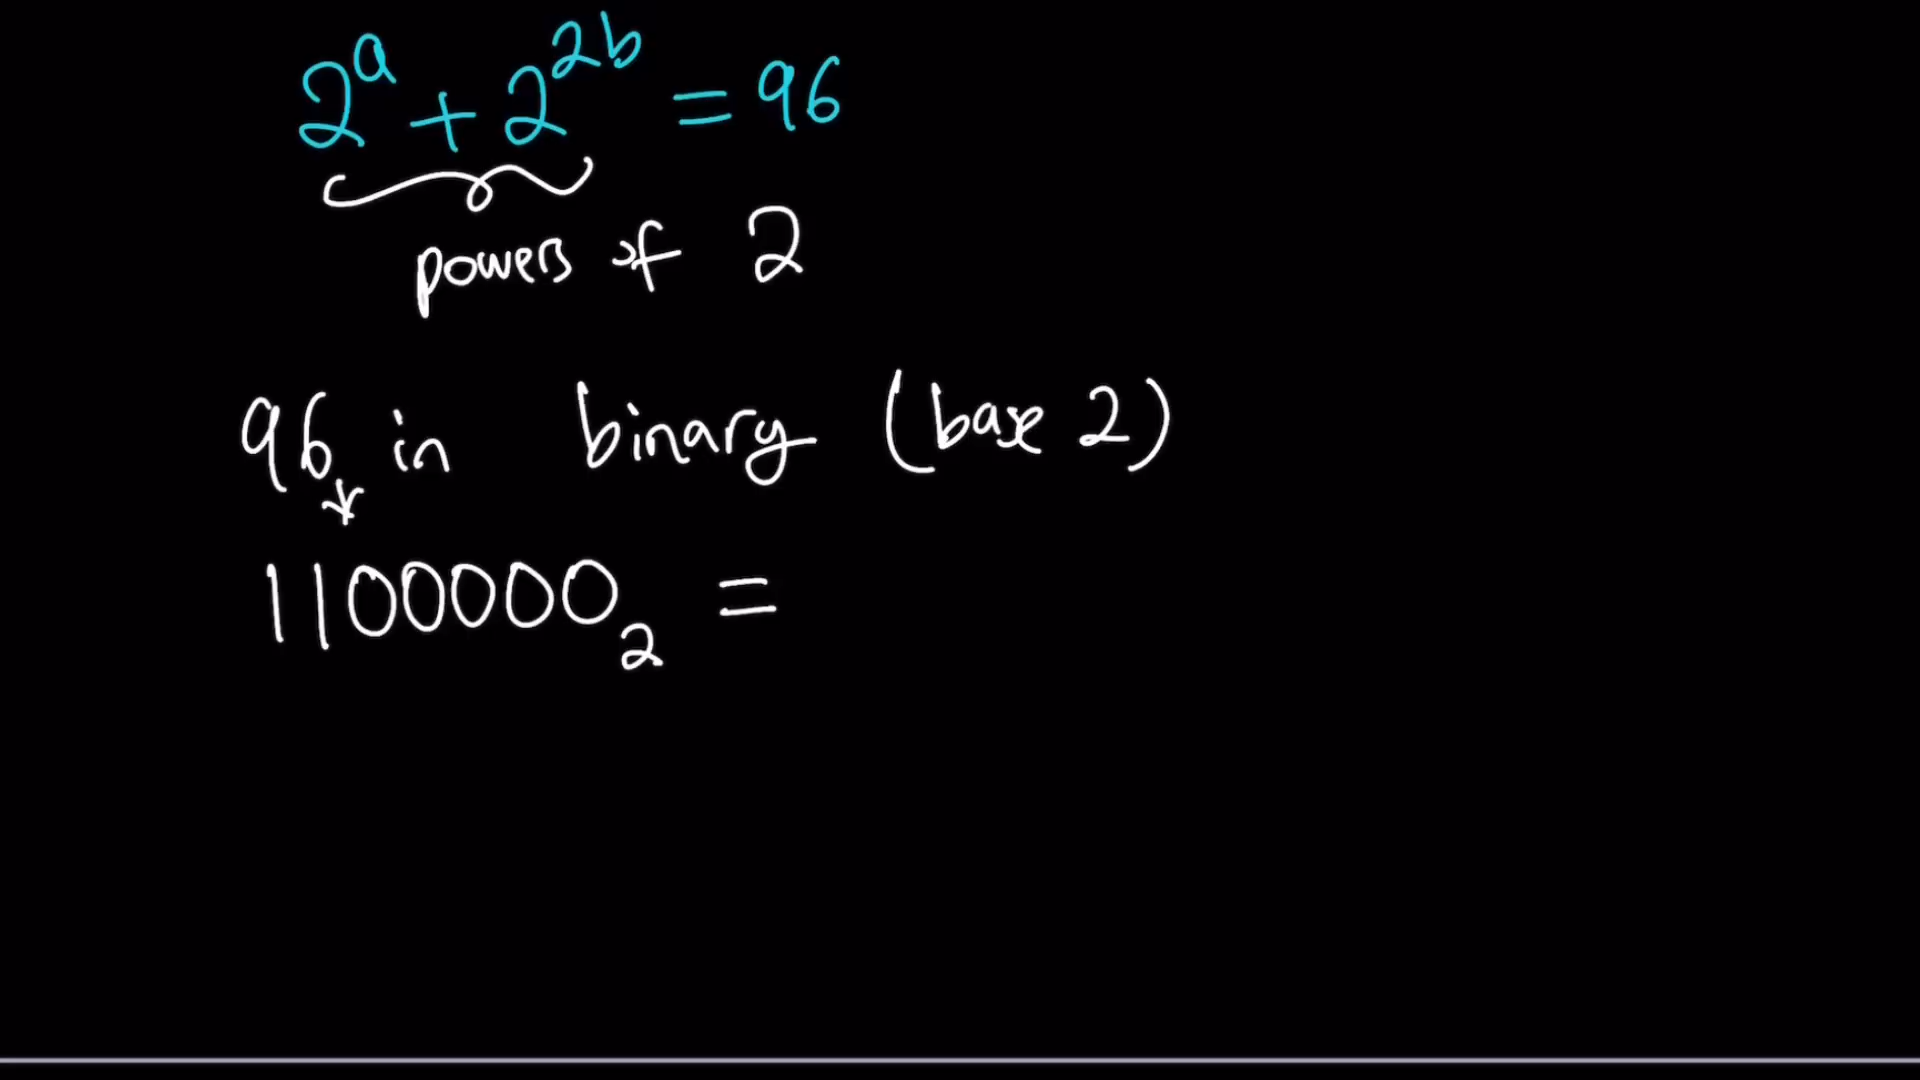 2^a + 2^{2b} = 96
powers of 2
96 in binary (base 2)
1100000₂ =